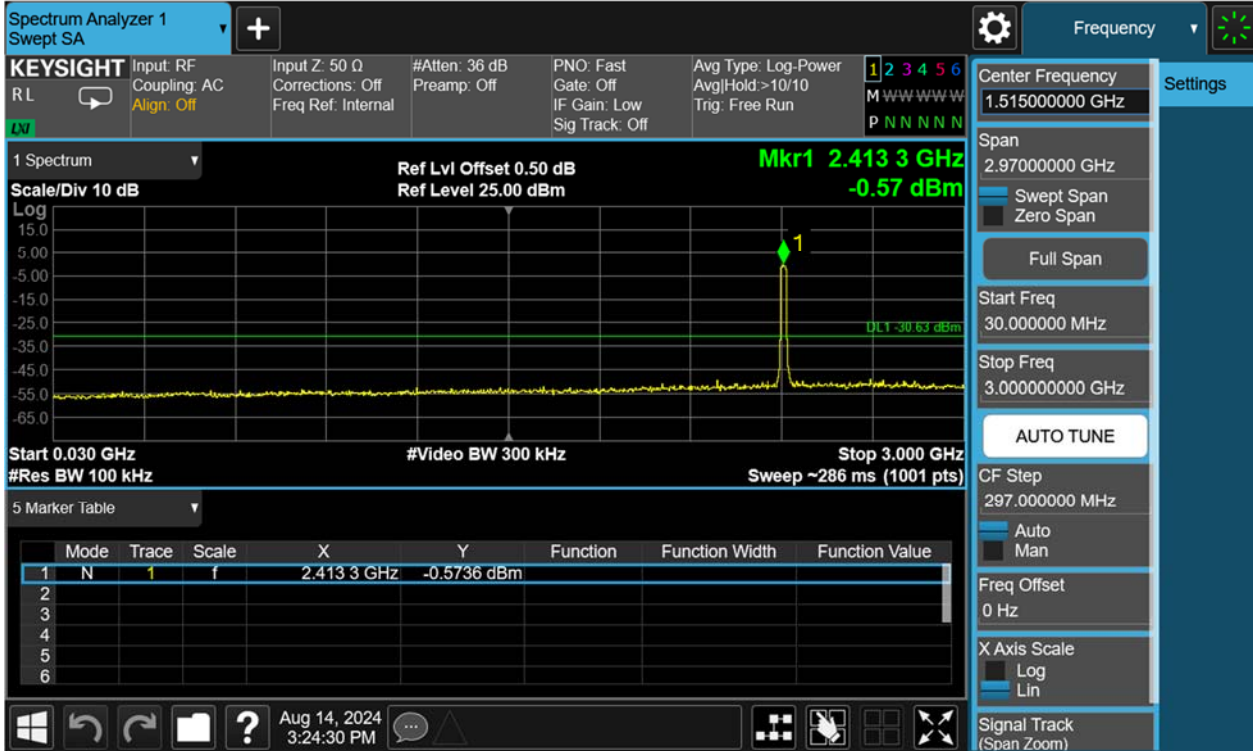 Spectrum Analyzer 1
Swept SA
Frequency
KEYSIGHT
RL
LXI
Input: RF
Coupling: AC
Align: Off
Input Z: 50 Ω
Corrections: Off
Freq Ref: Internal
#Atten: 36 dB
Preamp: Off
PNO: Fast
Gate: Off
IF Gain: Low
Sig Track: Off
Avg Type: Log-Power
Avg|Hold:>10/10
Trig: Free Run
1 2 3 4 5 6
M W W W W W
P N N N N N
1 Spectrum
Scale/Div 10 dB
Ref Lvl Offset 0.50 dB
Ref Level 25.00 dBm
Mkr1 2.413 3 GHz
-0.57 dBm
Log
15.0
5.00
-5.00
-15.0
-25.0
-35.0
-45.0
-55.0
-65.0
1
DL1 -30.63 dBm
Start 0.030 GHz
#Res BW 100 kHz
#Video BW 300 kHz
Stop 3.000 GHz
Sweep ~286 ms (1001 pts)
5 Marker Table
Mode Trace Scale X Y Function Function Width Function Value
1 N 1 f 2.413 3 GHz -0.5736 dBm
2
3
4
5
6
?
Aug 14, 2024
3:24:30 PM
Center Frequency
1.515000000 GHz
Span
2.97000000 GHz
Swept Span
Zero Span
Full Span
Start Freq
30.000000 MHz
Stop Freq
3.000000000 GHz
AUTO TUNE
CF Step
297.000000 MHz
Auto
Man
Freq Offset
0 Hz
X Axis Scale
Log
Lin
Signal Track
(Span Zoom)
Settings